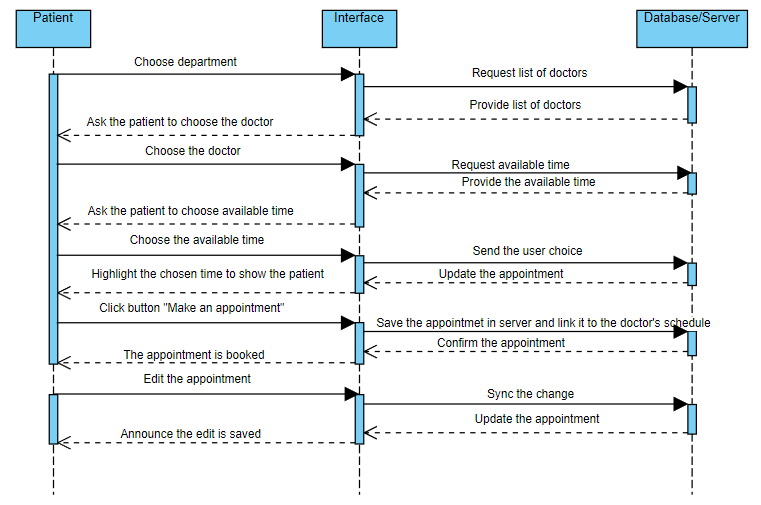 Patient
Interface
Database/Server
Choose department
Request list of doctors
Provide list of doctors
Ask the patient to choose the doctor
Choose the doctor
Request available time
Provide the available time
Ask the patient to choose available time
Choose the available time
Send the user choice
Highlight the chosen time to show the patient
Update the appointment
Click button "Make an appointment"
Save the appointmet in server and link it to the doctor's schedule
Confirm the appointment
The appointment is booked
Edit the appointment
Sync the change
Update the appointment
Announce the edit is saved